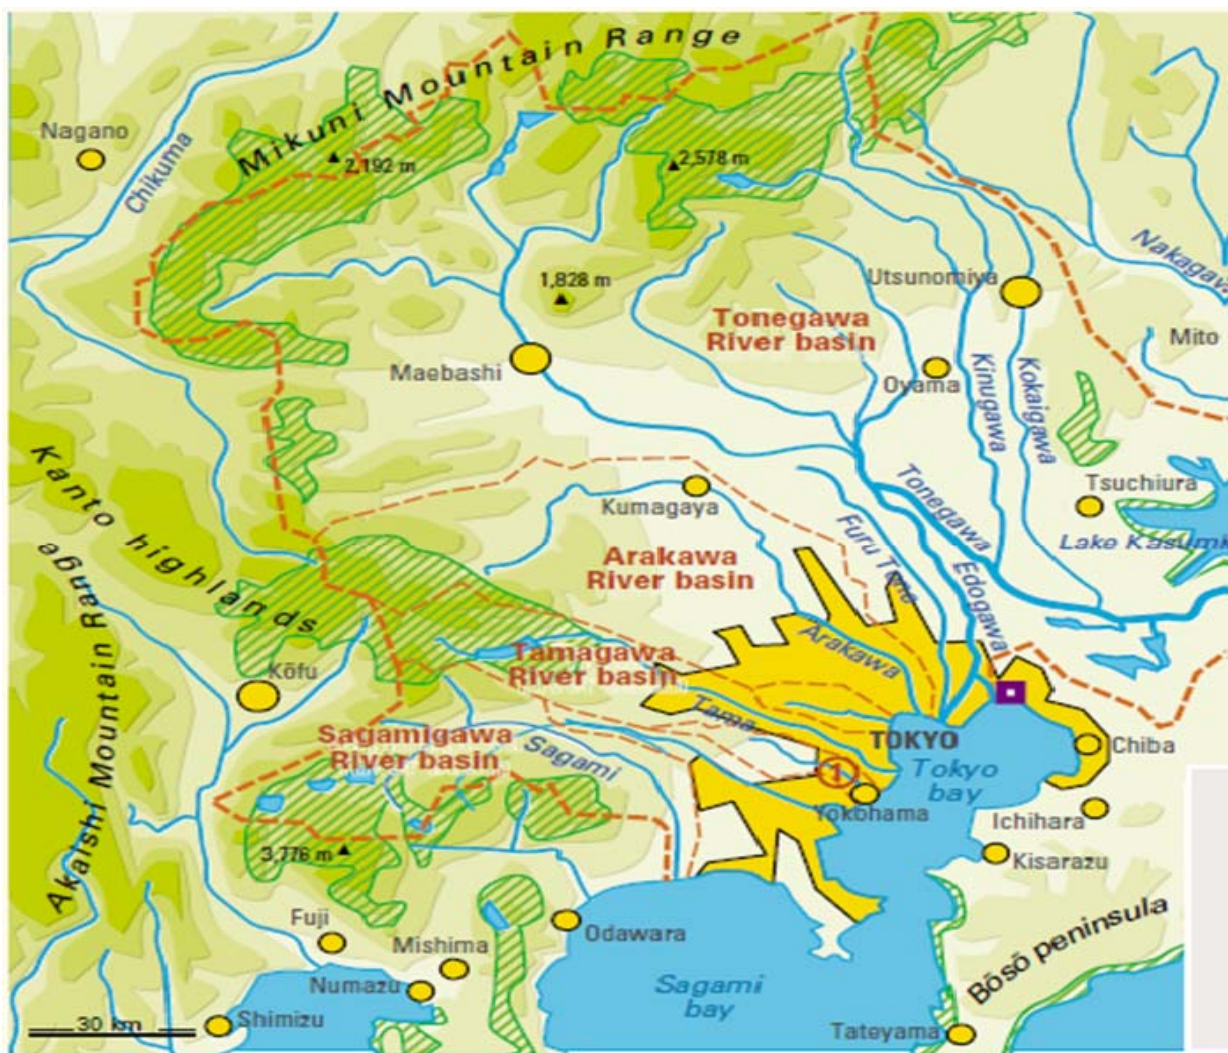 Mikuni Mountain Range
Nagano
Chikuma
2,192 m
2,578 m
1,828 m
Utsunomiya
Nakagawa
Tonegawa
River basin
Mito
Maebashi
Oyama
Kinugawa
Kokaigawa
Kanto highlands
Kumagaya
Tsuchiura
Tonegawa
Furu Tone
Edogawa
Lake Kasumi
Arakawa
River basin
Akaishi Mountain Range
Kōfu
Tamagawa
River basin
Arakawa
Tama
Sagamigawa
River basin
Sagami
TOKYO
Chiba
Tokyo
bay
1
Yokohama
Ichihara
3,776 m
Kisarazu
Fuji
Mishima
Odawara
Bōsō peninsula
Numazu
Sagami
bay
30 km
Shimizu
Tateyama